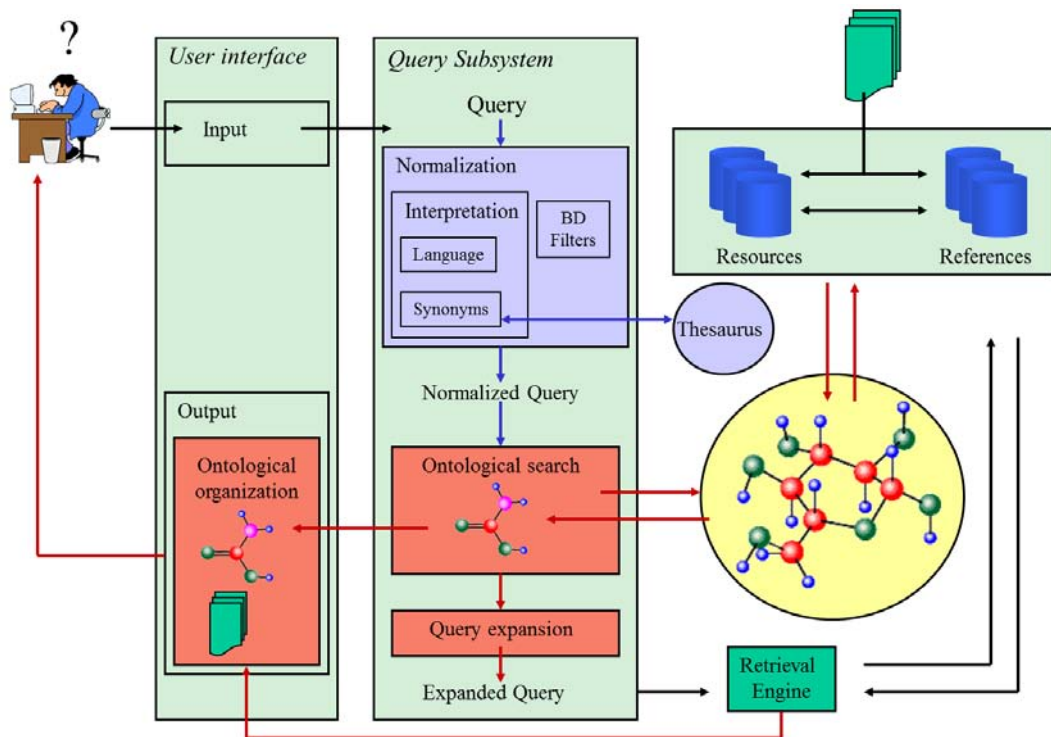 ?
User interface
Query Subsystem
Query
Input
Normalization
Interpretation
BD
Filters
Language
Synonyms
Resources
References
Thesaurus
Normalized Query
Output
Ontological
organization
Ontological search
Query expansion
Expanded Query
Retrieval
Engine